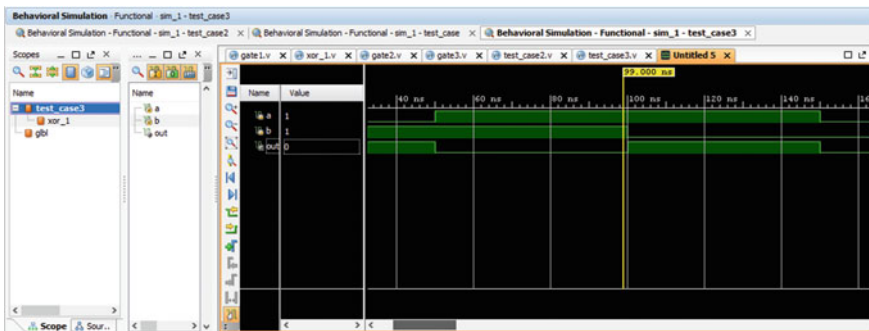 Behavioral Simulation - Functional - sim_1 - test_case3
Behavioral Simulation - Functional - sim_1 - test_case2
Behavioral Simulation - Functional - sim_1 - test_case
Behavioral Simulation - Functional - sim_1 - test_case3
Scopes
...
gate1.v
xor_1.v
gate2.v
gate3.v
test_case2.v
test_case3.v
Untitled 5
Name
test_case3
xor_1
glbl
Name
a
b
out
Name
Value
a 1
b 1
out 0
99.000 ns
40 ns
60 ns
80 ns
100 ns
120 ns
140 ns
Scope
Sour..